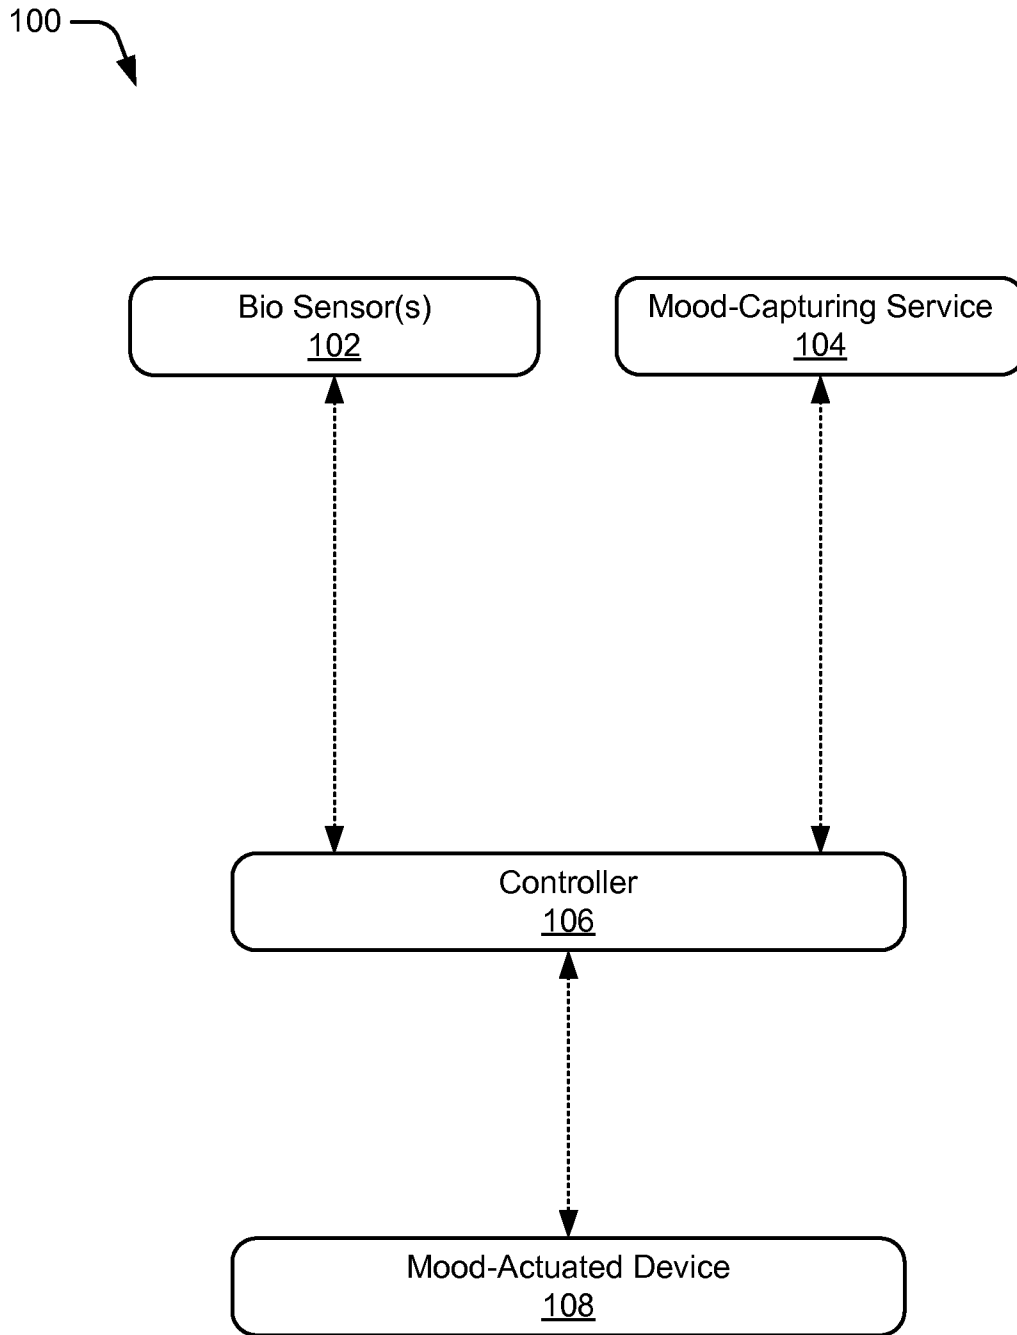 100
Bio Sensor(s)
102
Mood-Capturing Service
104
Controller
106
Mood-Actuated Device
108